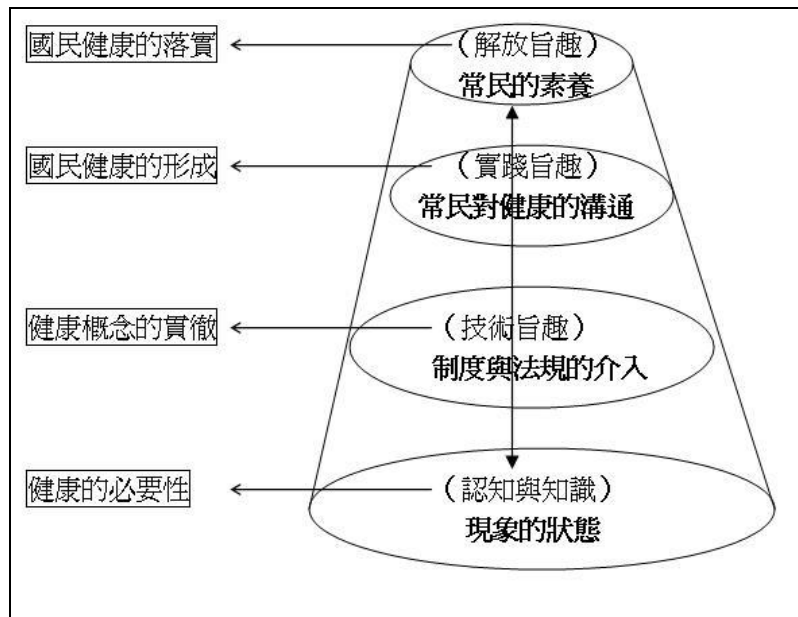 國民健康的落實
（解放旨趣）
常民的素養
國民健康的形成
（實踐旨趣）
常民對健康的溝通
健康概念的貫徹
（技術旨趣）
制度與法規的介入
健康的必要性
（認知與知識）
現象的狀態